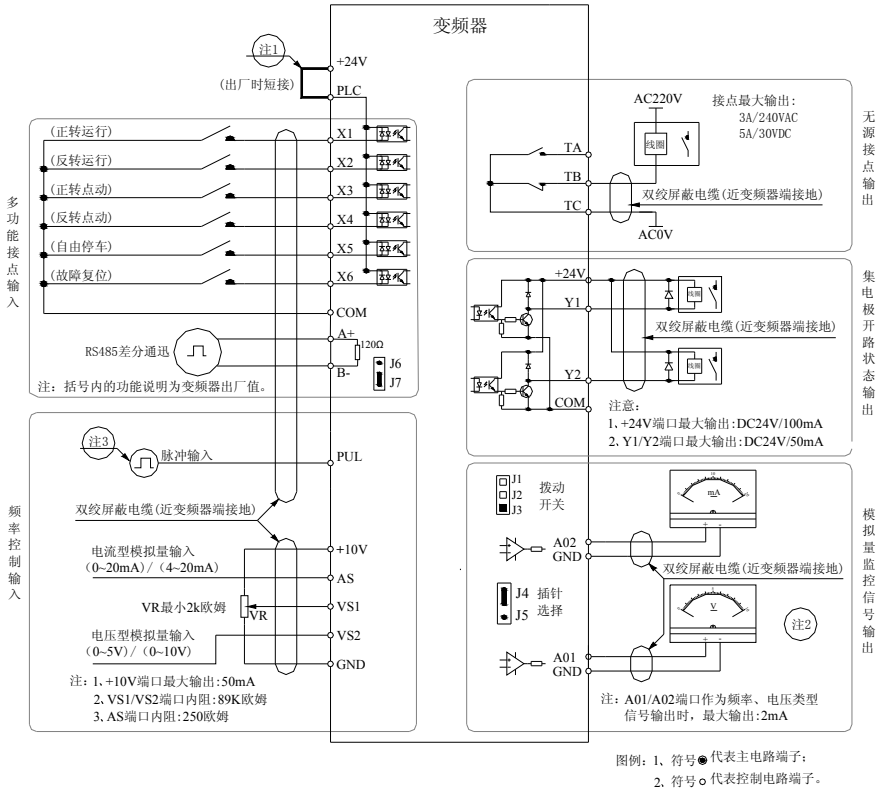 变频器
注1
+24V
(出厂时短接)
PLC
多功能接点输入
(正转运行)
X1
(反转运行)
X2
(正转点动)
X3
(反转点动)
X4
(自由停车)
X5
(故障复位)
X6
COM
A+
RS485差分通迅
120Ω
B-
J6
J7
注：括号内的功能说明为变频器出厂值。
频率控制输入
注3
脉冲输入
PUL
双绞屏蔽电缆(近变频器端接地)
+10V
电流型模拟量输入
(0~20mA)/（4~20mA）
AS
VR最小2k欧姆
VR
VS1
电压型模拟量输入
（0~5V）/（0~10V）
VS2
GND
注：1、+10V端口最大输出:50mA
2、VS1/VS2端口内阻:89K欧姆
3、AS端口内阻:250欧姆
无源接点输出
AC220V
接点最大输出:
3A/240VAC
5A/30VDC
线圈
TA
TB
TC
双绞屏蔽电缆(近变频器端接地)
AC0V
集电极开路状态输出
+24V
Y1
线圈
双绞屏蔽电缆(近变频器端接地)
Y2
线圈
COM
注意：
1、+24V端口最大输出:DC24V/100mA
2、Y1/Y2端口最大输出:DC24V/50mA
模拟量监控信号输出
J1
J2
J3
拨动
开关
mA
+ -
A02
GND
双绞屏蔽电缆(近变频器端接地)
J4
J5
插针
选择
V
+ -
注2
A01
GND
注：A01/A02端口作为频率、电压类型
信号输出时，最大输出:2mA
图例：1、符号 代表主电路端子；
2、符号 代表控制电路端子。